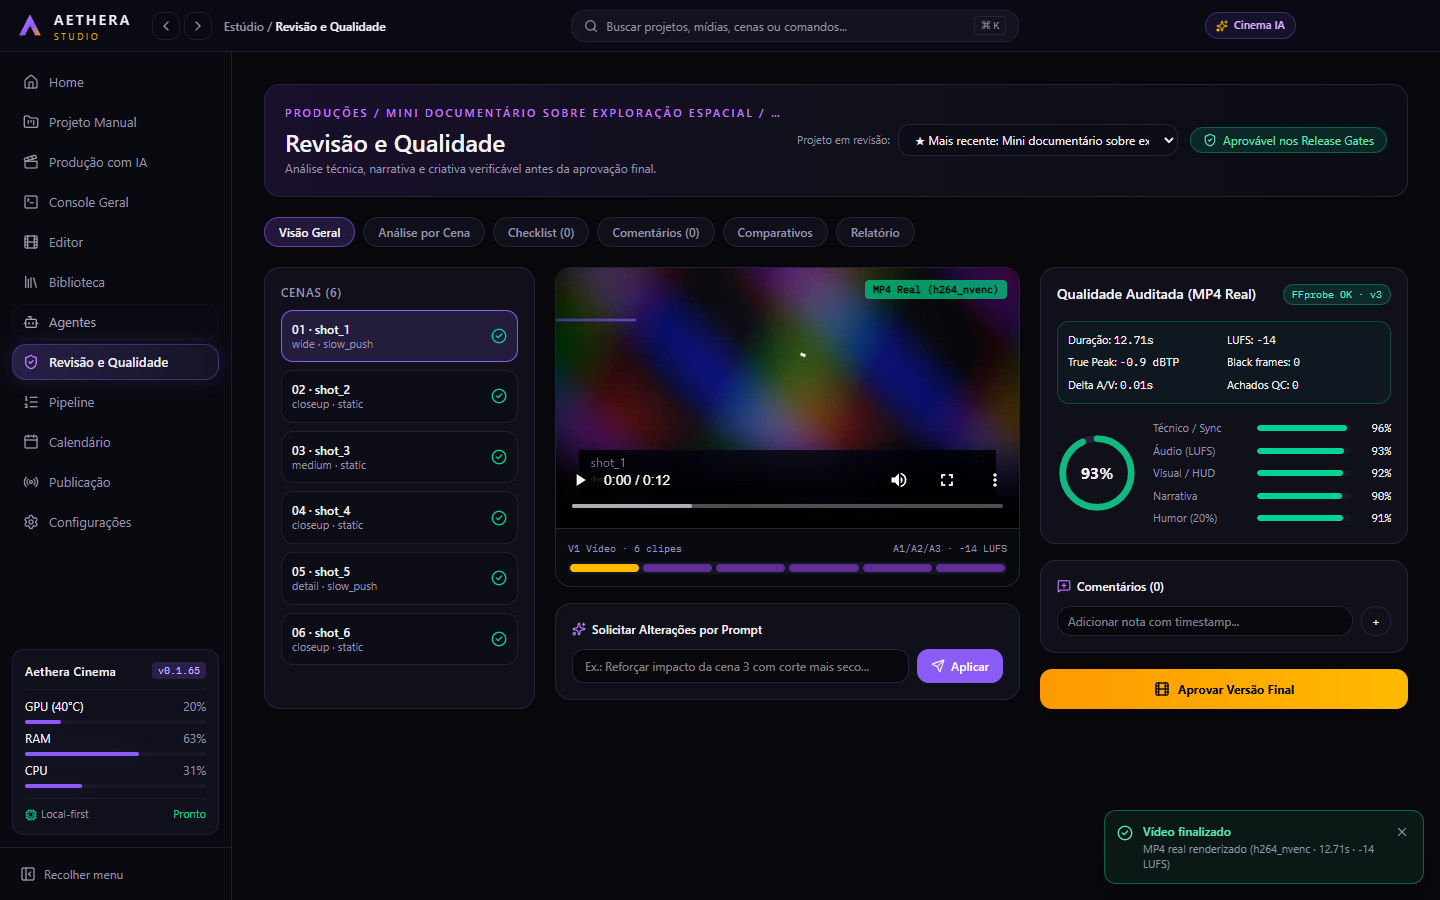 AETHERA
STUDIO
Estúdio / Revisão e Qualidade
Buscar projetos, mídias, cenas ou comandos...
⌘ K
Cinema IA
Home
Projeto Manual
Produção com IA
Console Geral
Editor
Biblioteca
Agentes
Revisão e Qualidade
Pipeline
Calendário
Publicação
Configurações
Aethera Cinema
v0.1.65
GPU (40°C)
20%
RAM
63%
CPU
31%
Local-first
Pronto
Recolher menu
PRODUÇÕES / MINI DOCUMENTÁRIO SOBRE EXPLORAÇÃO ESPACIAL / ...
Revisão e Qualidade
Análise técnica, narrativa e criativa verificável antes da aprovação final.
Projeto em revisão:
★ Mais recente: Mini documentário sobre ex
Aprovável nos Release Gates
Visão Geral
Análise por Cena
Checklist (0)
Comentários (0)
Comparativos
Relatório
CENAS (6)
01 · shot_1
wide · slow_push
02 · shot_2
closeup · static
03 · shot_3
medium · static
04 · shot_4
closeup · static
05 · shot_5
detail · slow_push
06 · shot_6
closeup · static
MP4 Real (h264_nvenc)
shot_1
0:00 / 0:12
V1 Vídeo · 6 clipes
A1/A2/A3 · -14 LUFS
Solicitar Alterações por Prompt
Ex.: Reforçar impacto da cena 3 com corte mais seco...
Aplicar
Qualidade Auditada (MP4 Real)
FFprobe OK · v3
Duração: 12.71s
LUFS: -14
True Peak: -0.9 dBTP
Black frames: 0
Delta A/V: 0.01s
Achados QC: 0
93%
Técnico / Sync
96%
Áudio (LUFS)
93%
Visual / HUD
92%
Narrativa
90%
Humor (20%)
91%
Comentários (0)
Adicionar nota com timestamp...
+
Aprovar Versão Final
Vídeo finalizado
MP4 real renderizado (h264_nvenc · 12.71s · -14
LUFS)